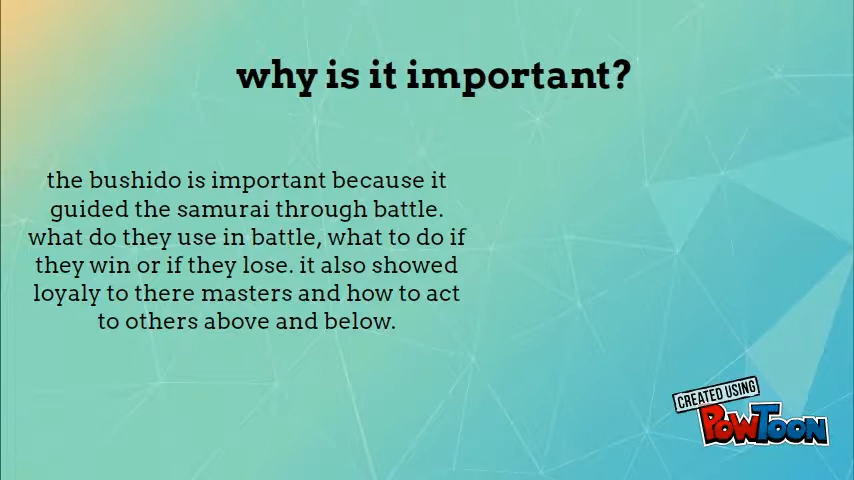 why is it important?
the bushido is important because it
guided the samurai through battle.
what do they use in battle, what to do if
they win or if they lose. it also showed
loyaly to there masters and how to act
to others above and below.
CREATED USING
POWTOON